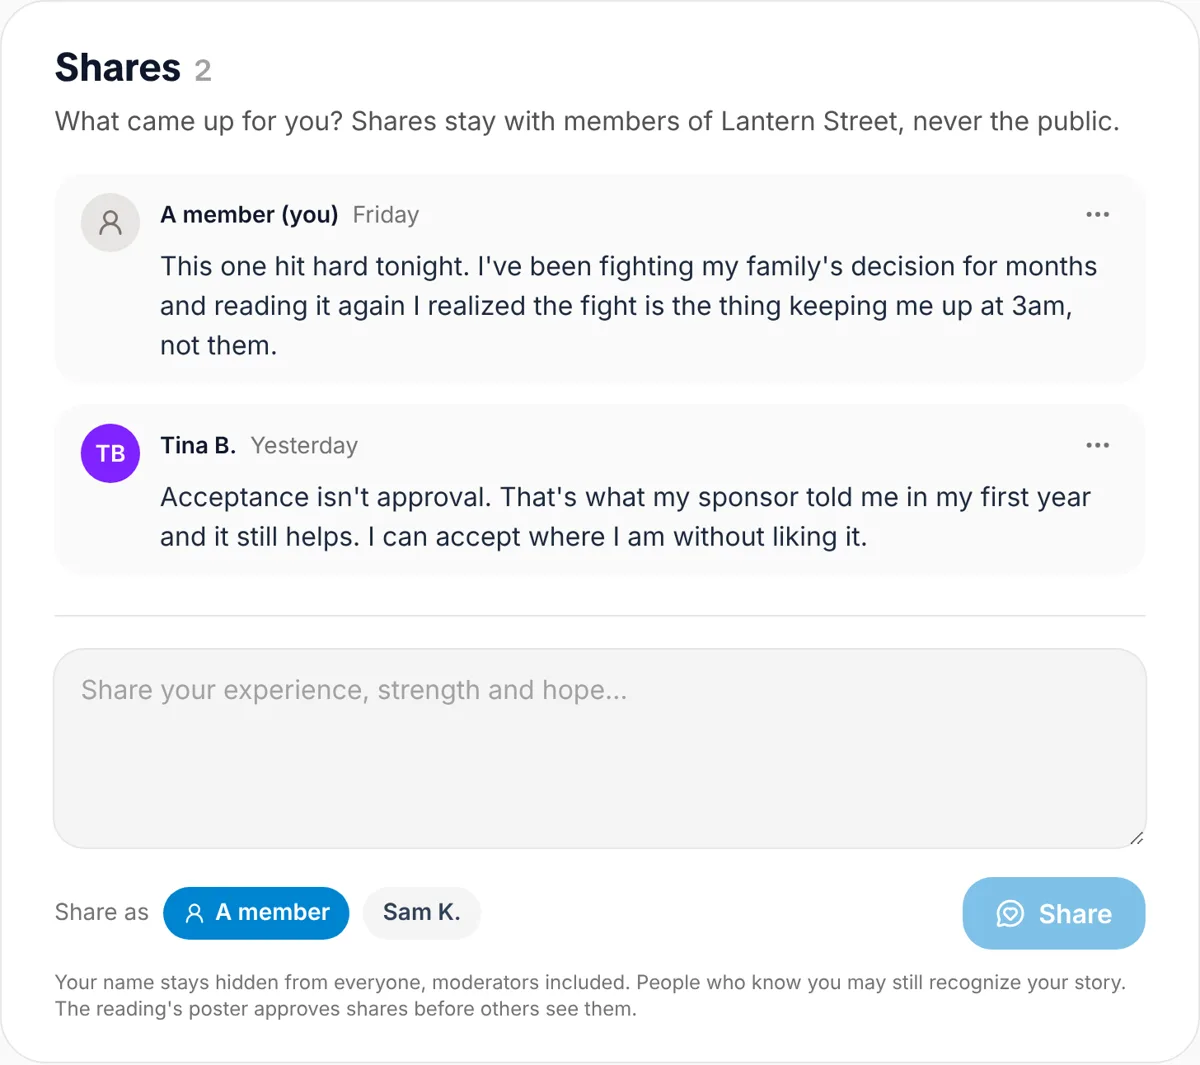 Shares 2
What came up for you? Shares stay with members of Lantern Street, never the public.
A member (you) Friday
This one hit hard tonight. I've been fighting my family's decision for months
and reading it again I realized the fight is the thing keeping me up at 3am,
not them.
TB
Tina B. Yesterday
Acceptance isn't approval. That's what my sponsor told me in my first year
and it still helps. I can accept where I am without liking it.
Share your experience, strength and hope...
Share as A member Sam K. Share
Your name stays hidden from everyone, moderators included. People who know you may still recognize your story.
The reading's poster approves shares before others see them.